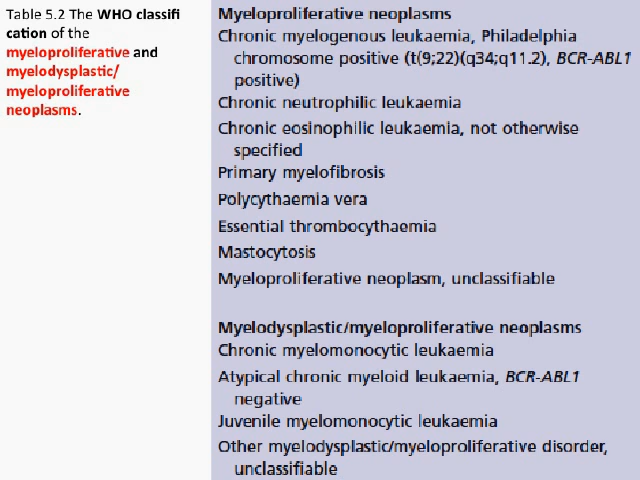 Table 5.2 The WHO classifi
cation of the
myeloproliferative and
myelodysplastic/
myeloproliferative
neoplasms.
Myeloproliferative neoplasms
Chronic myelogenous leukaemia, Philadelphia
chromosome positive (t(9;22)(q34;q11.2), BCR-ABL1
positive)
Chronic neutrophilic leukaemia
Chronic eosinophilic leukaemia, not otherwise
specified
Primary myelofibrosis
Polycythaemia vera
Essential thrombocythaemia
Mastocytosis
Myeloproliferative neoplasm, unclassifiable
Myelodysplastic/myeloproliferative neoplasms
Chronic myelomonocytic leukaemia
Atypical chronic myeloid leukaemia, BCR-ABL1
negative
Juvenile myelomonocytic leukaemia
Other myelodysplastic/myeloproliferative disorder,
unclassifiable